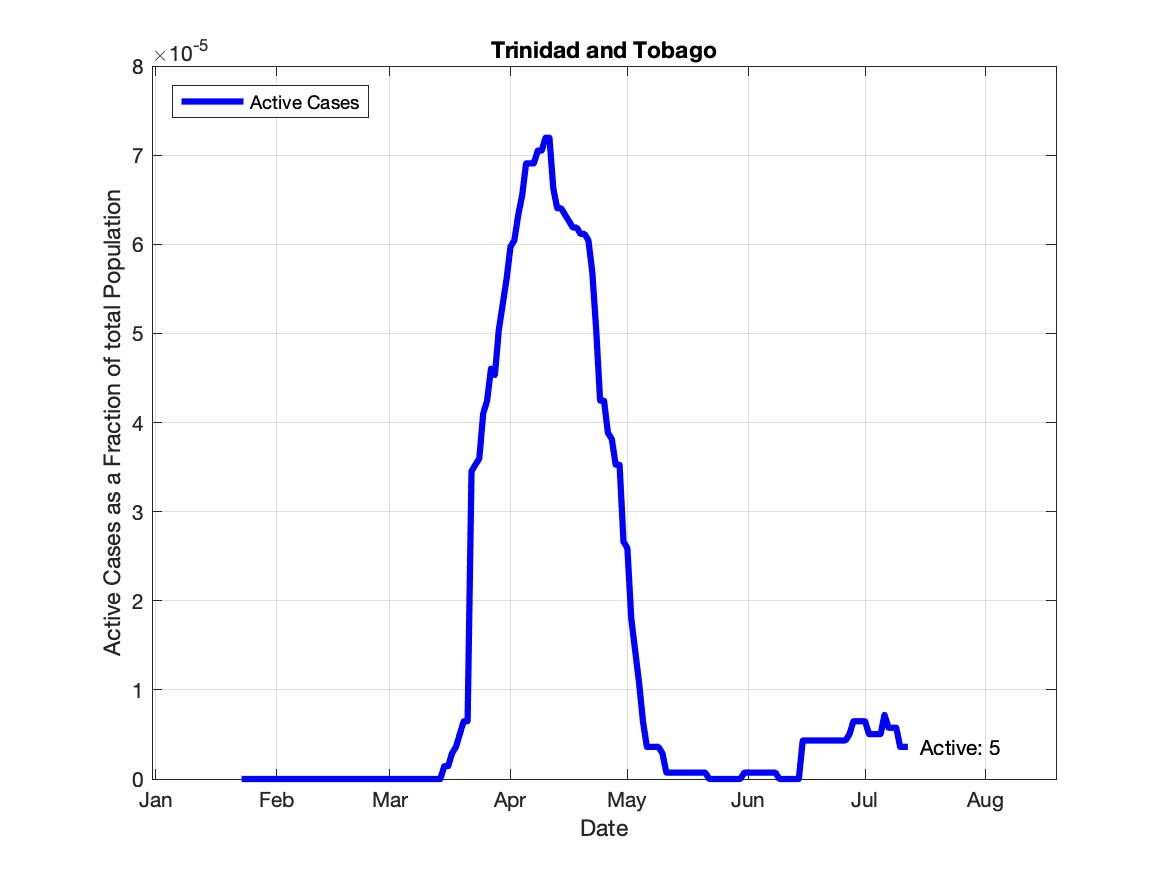 ×10-5
Trinidad and Tobago
Active Cases
8
7
6
5
4
3
2
1
0
Active Cases as a Fraction of total Population
Active: 5
Jan Feb Mar Apr May Jun Jul Aug
Date